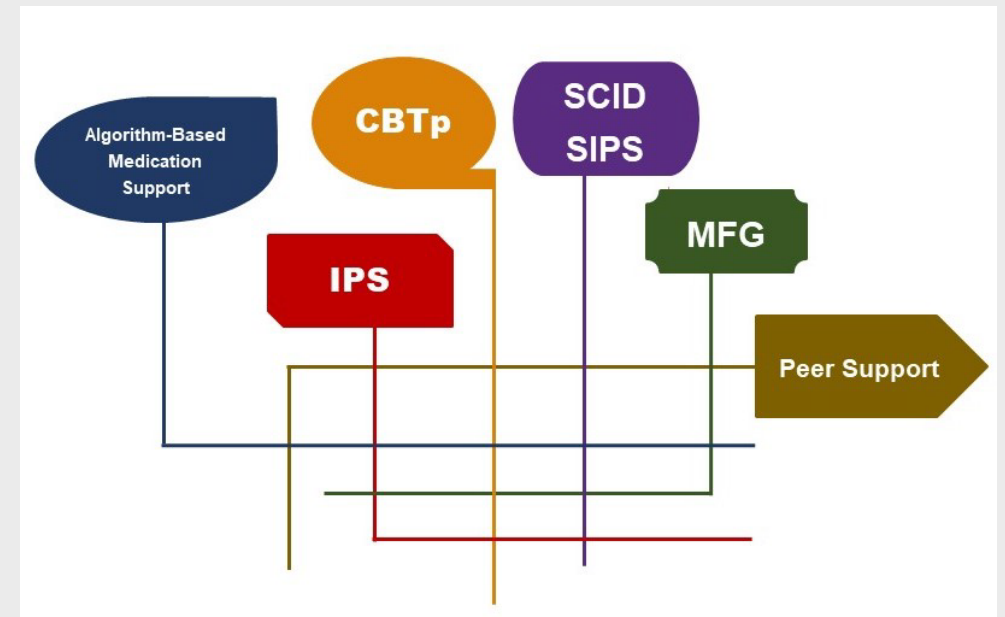 Algorithm-Based
Medication
Support
CBTp
SCID
SIPS
IPS
MFG
Peer Support